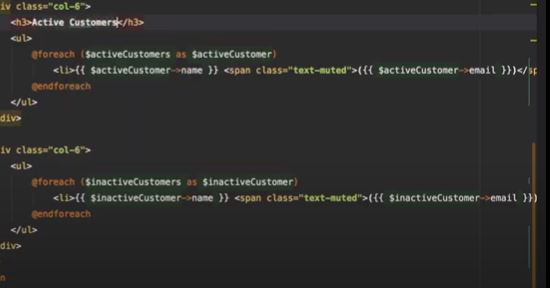 iv class="col-6">
<h3>Active Customers</h3>
<ul>
@foreach ($activeCustomers as $activeCustomer)
<li>{{ $activeCustomer->name }} <span class="text-muted">({{ $activeCustomer->email }})</sp
@endforeach
</ul>
div>
iv class="col-6">
<ul>
@foreach ($inactiveCustomers as $inactiveCustomer)
<li>{{ $inactiveCustomer->name }} <span class="text-muted">({{ $inactiveCustomer->email }})
@endforeach
</ul>
div>
n